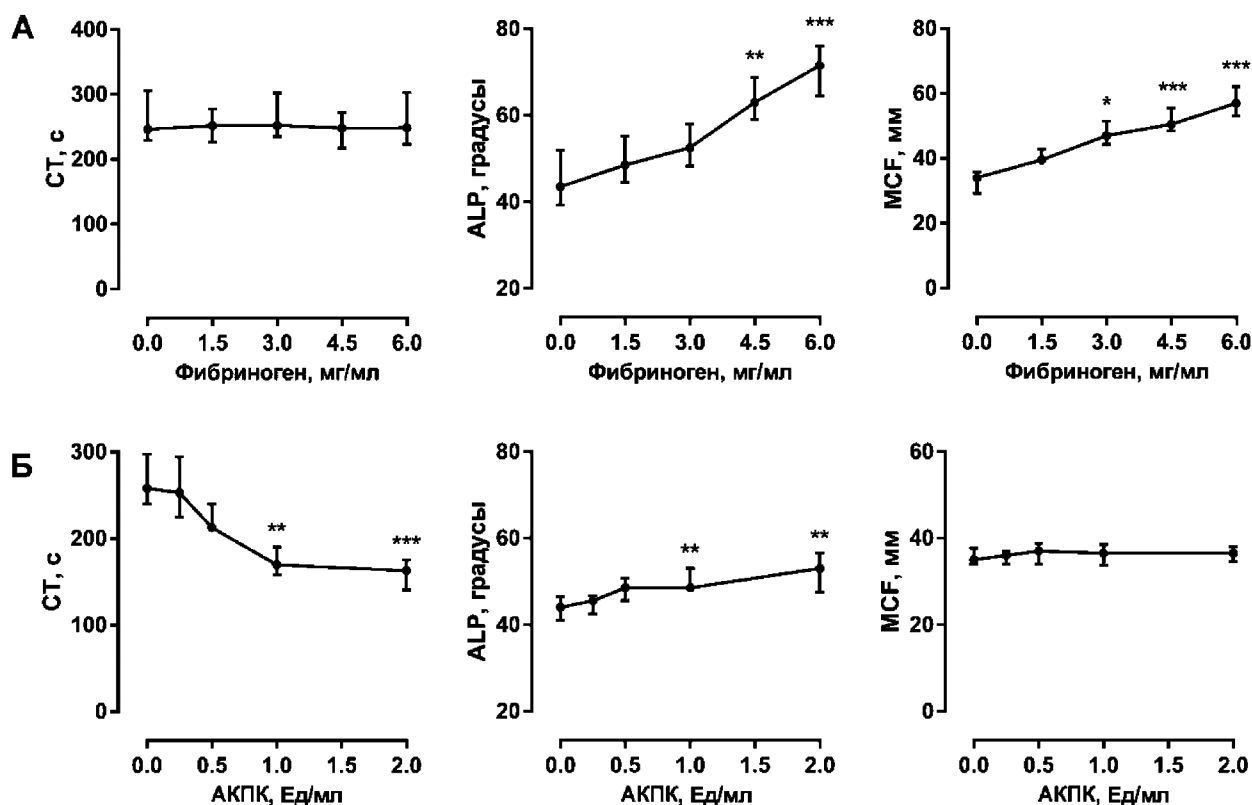 А
СТ, с
400
300
200
100
0
0.0 1.5 3.0 4.5 6.0
Фибриноген, мг/мл
ALP, градусы
80
60
40
20
** ***
0.0 1.5 3.0 4.5 6.0
Фибриноген, мг/мл
MCF, мм
80
60
40
20
0
* *** ***
0.0 1.5 3.0 4.5 6.0
Фибриноген, мг/мл
Б
СТ, с
300
200
100
0
** ***
0.0 0.5 1.0 1.5 2.0
АКПК, Ед/мл
ALP, градусы
80
60
40
20
** **
0.0 0.5 1.0 1.5 2.0
АКПК, Ед/мл
MCF, мм
60
40
20
0
0.0 0.5 1.0 1.5 2.0
АКПК, Ед/мл